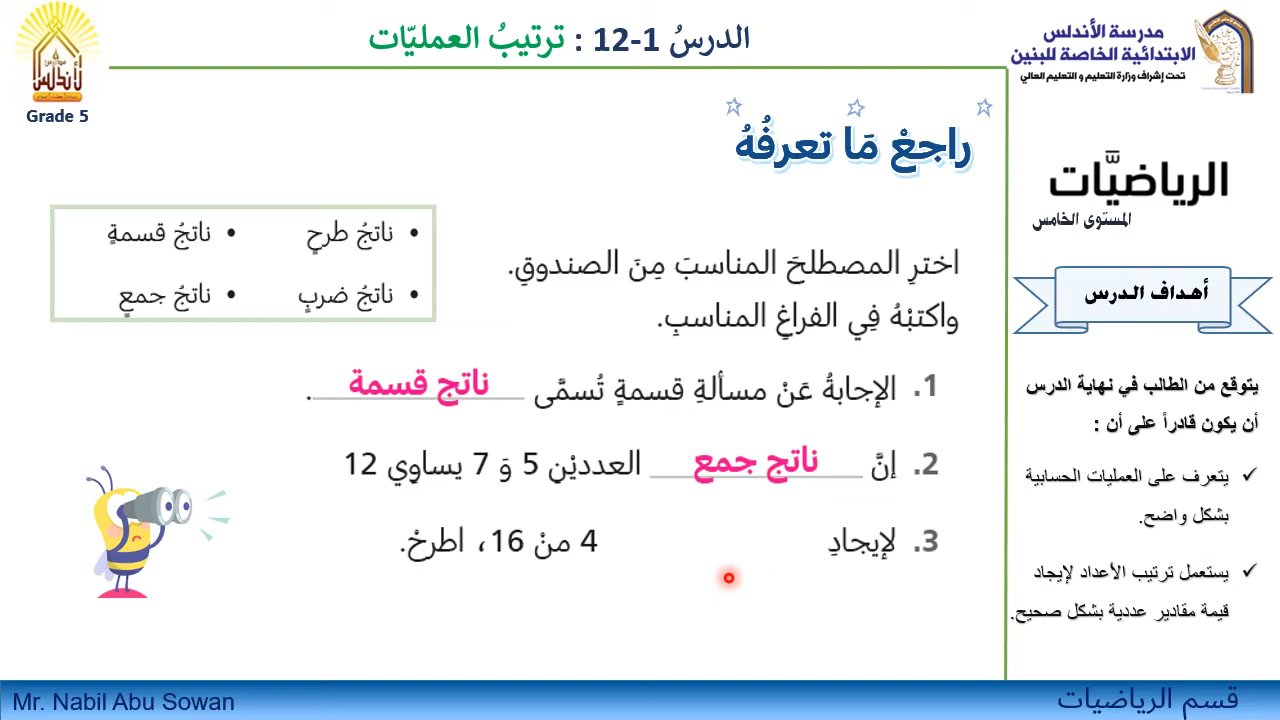 مدرسة الأندلس
الابتدائية الخاصة للبنين
تحت إشراف وزارة التعليم و التعليم العالي
الدرسُ 1-12 : ترتيبُ العمليّات
Grade 5
راجعْ مَا تعرفُهُ
الرياضيَّات
المستوى الخامس
أهداف الدرس
يتوقع من الطالب في نهاية الدرس
أن يكون قادراً على أن :
✓ يتعرف على العمليات الحسابية
بشكل واضح.
✓ يستعمل ترتيب الأعداد لإيجاد
قيمة مقادير عددية بشكل صحيح.
• ناتجُ طرحٍ • ناتجُ قسمةٍ
• ناتجُ ضربٍ • ناتجُ جمعٍ
اخترِ المصطلحَ المناسبَ مِنَ الصندوقِ.
واكتبْهُ فِي الفراغِ المناسبِ.
1. الإجابةُ عَنْ مسألةِ قسمةٍ تُسمَّى ناتج قسمة.
2. إنَّ ناتج جمع العدديْنِ 5 وَ 7 يساوِي 12
3. لإيجادِ 4 منْ 16، اطرحْ.
Mr. Nabil Abu Sowan
قسم الرياضيات